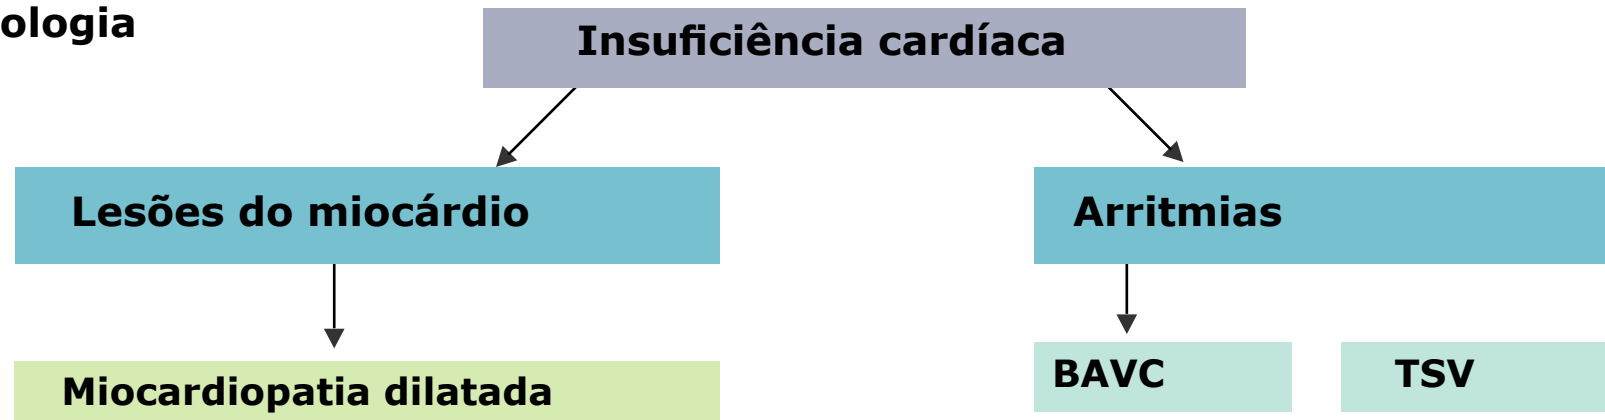 ologia
Insuficiência cardíaca
Lesões do miocárdio
Arritmias
Miocardiopatia dilatada
BAVC
TSV